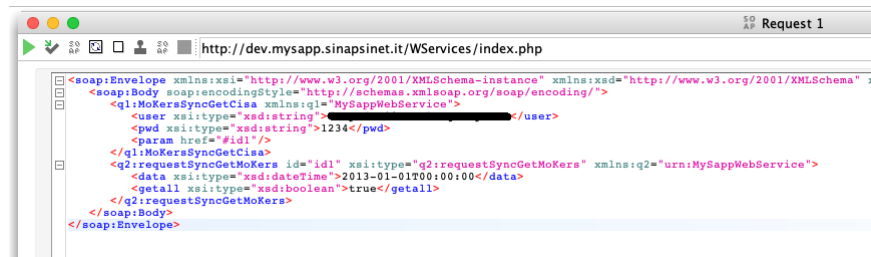 SO AP Request 1
http://dev.mysapp.sinapsinet.it/WServices/index.php
<soap:Envelope xmlns:xsi="http://www.w3.org/2001/XMLSchema-instance" xmlns:xsd="http://www.w3.org/2001/XMLSchema"
<soap:Body soap:encodingStyle="http://schemas.xmlsoap.org/soap/encoding/">
<q1:MoKersSyncGetCisa xmlns:q1="MySappWebService">
<user xsi:type="xsd:string"></user>
<pwd xsi:type="xsd:string">1234</pwd>
<param href="#id1"/>
</q1:MoKersSyncGetCisa>
<q2:requestSyncGetMoKers id="id1" xsi:type="q2:requestSyncGetMoKers" xmlns:q2="urn:MySappWebService">
<data xsi:type="xsd:dateTime">2013-01-01T00:00:00</data>
<getall xsi:type="xsd:boolean">true</getall>
</q2:requestSyncGetMoKers>
</soap:Body>
</soap:Envelope>